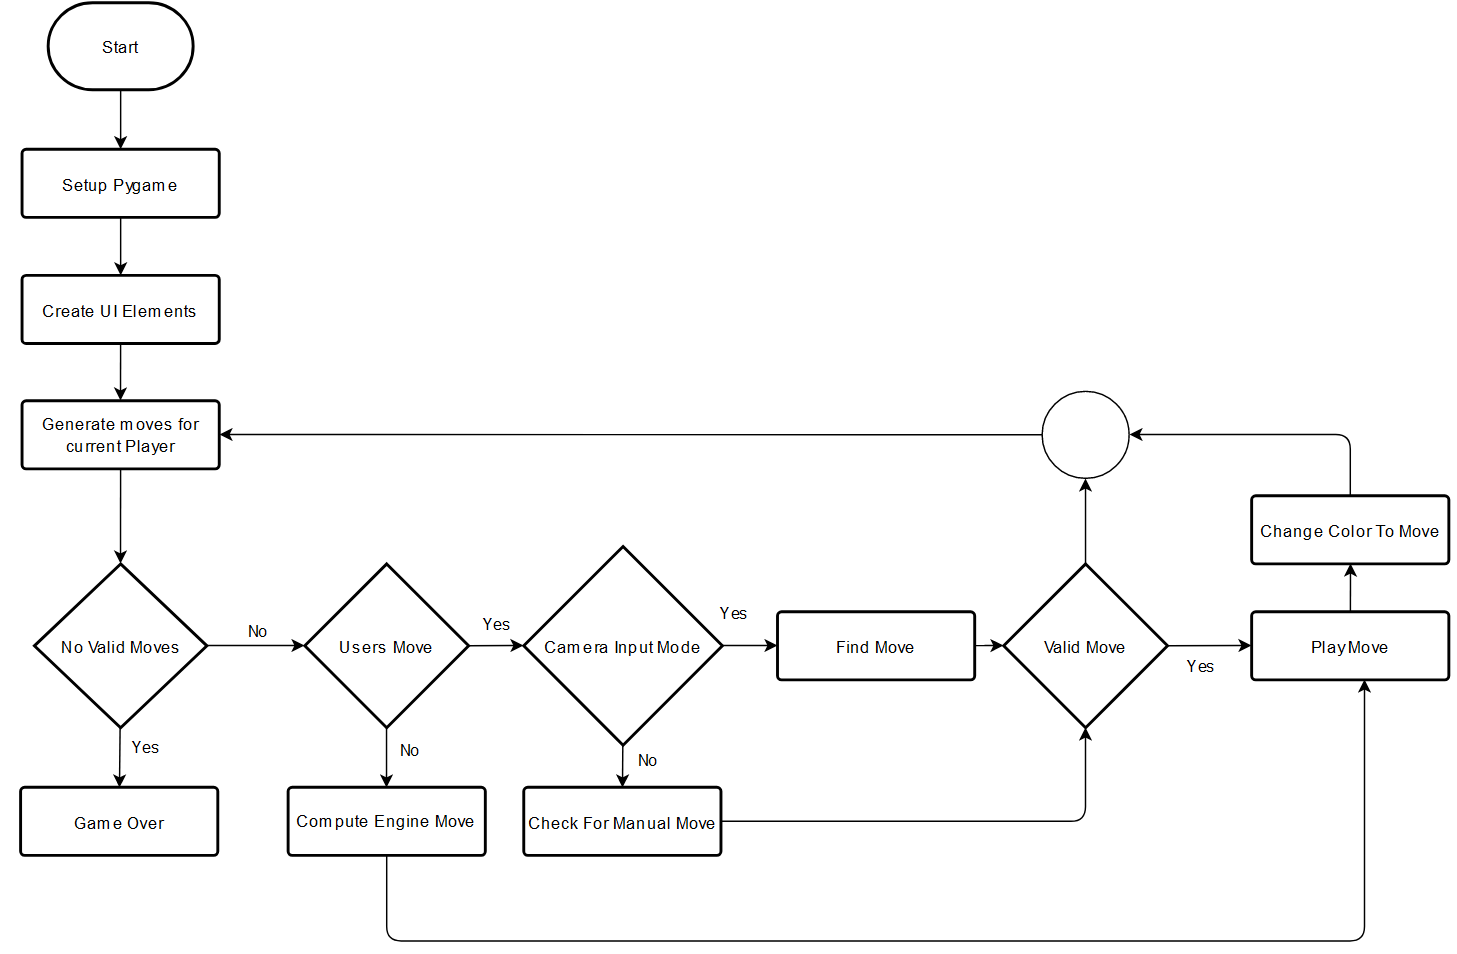 Start
Setup Pygame
Create UI Elements
Generate moves for
current Player
No Valid Moves
No
Users Move
Yes
Camera Input Mode
Yes
Find Move
Valid Move
Yes
Play Move
Change Color To Move
Yes
No
No
Game Over
Compute Engine Move
Check For Manual Move